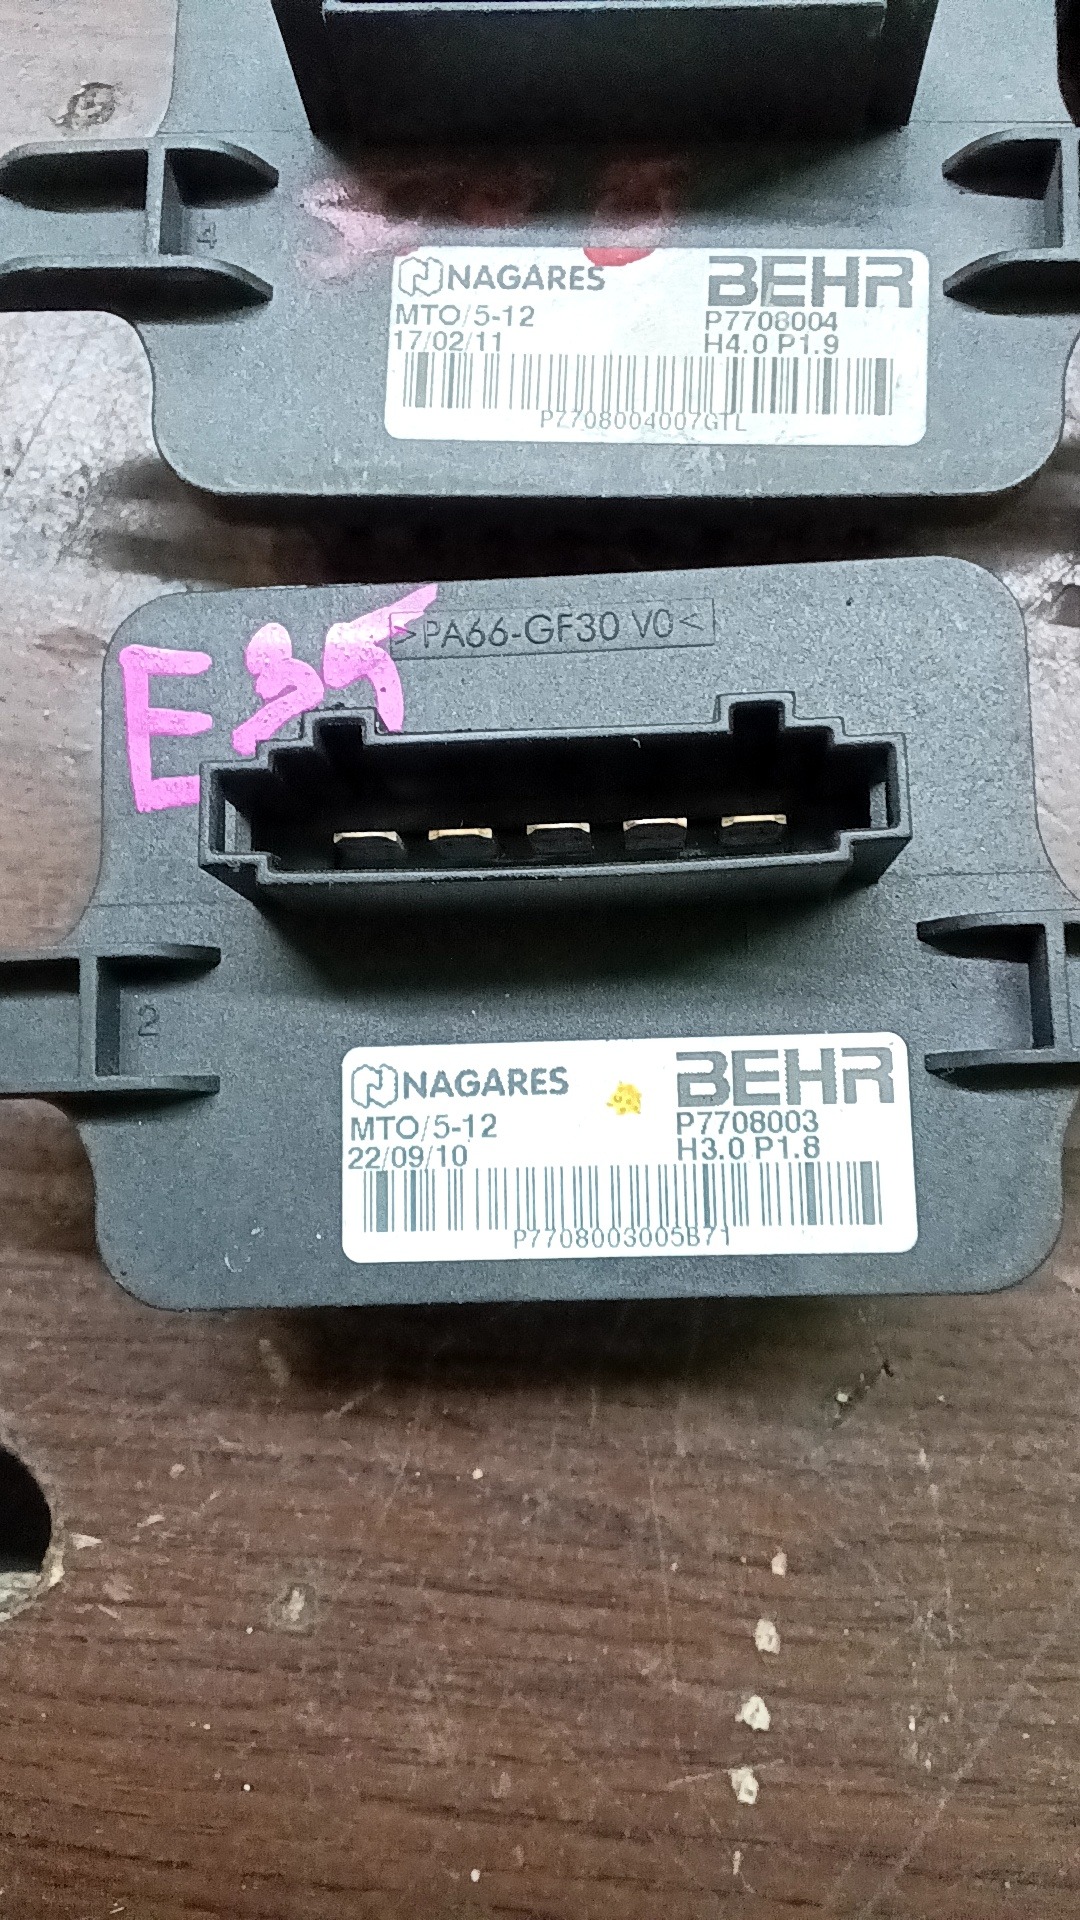 4
NAGARES BEHR
MTO/5-12 P7708004
17/02/11 H4.0 P1.9
P7708004007GTL
E35
>PA66-GF30 V0<
2
NAGARES BEHR
MTO/5-12 P7708003
22/09/10 H3.0 P1.8
P7708003005B71